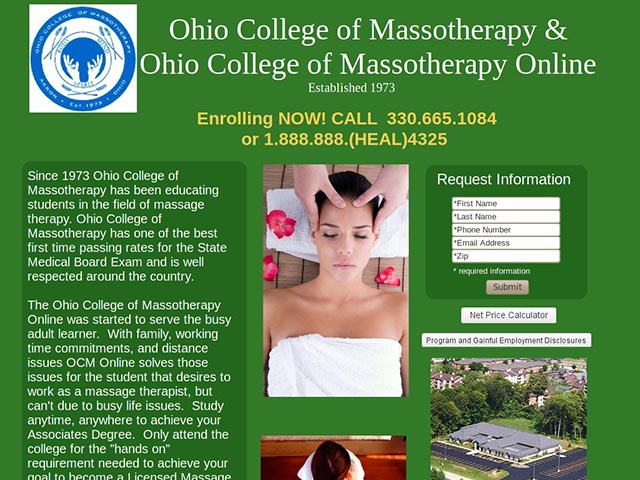 OHIO COLLEGE OF MASSOTHERAPY
BODY MIND
SPIRIT
AKRON, Est 1973 OHIO
Ohio College of Massotherapy &
Ohio College of Massotherapy Online
Established 1973
Enrolling NOW! CALL 330.665.1084
or 1.888.888.(HEAL)4325
Since 1973 Ohio College of
Massotherapy has been educating
students in the field of massage
therapy. Ohio College of
Massotherapy has one of the best
first time passing rates for the State
Medical Board Exam and is well
respected around the country.
The Ohio College of Massotherapy
Online was started to serve the busy
adult learner. With family, working
time commitments, and distance
issues OCM Online solves those
issues for the student that desires to
work as a massage therapist, but
can't due to busy life issues. Study
anytime, anywhere to achieve your
Associates Degree. Only attend the
college for the "hands on"
requirement needed to achieve your
goal to become a Licensed Massage
Request Information
*First Name
*Last Name
*Phone Number
*Email Address
*Zip
* required information
Submit
Net Price Calculator
Program and Gainful Employment Disclosures